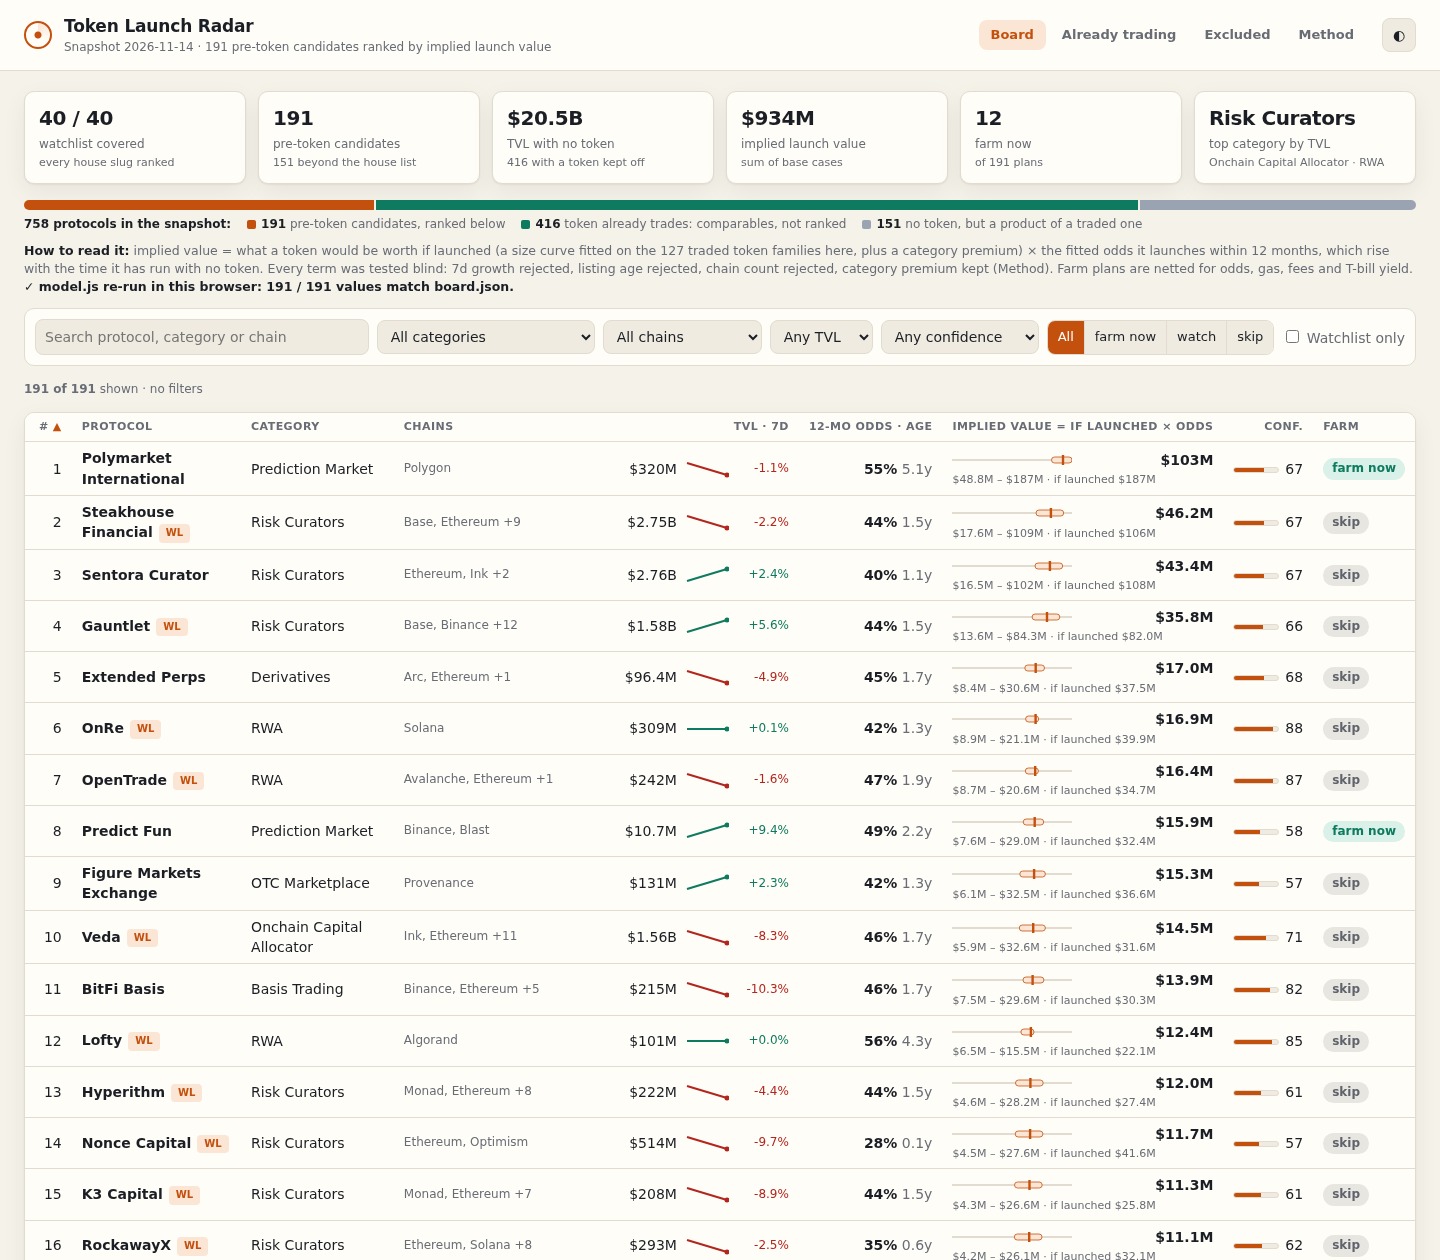 Token Launch Radar
Snapshot 2026-11-14 · 191 pre-token candidates ranked by implied launch value
Board Already trading Excluded Method
40 / 40
watchlist covered
every house slug ranked
191
pre-token candidates
151 beyond the house list
$20.5B
TVL with no token
416 with a token kept off
$934M
implied launch value
sum of base cases
12
farm now
of 191 plans
Risk Curators
top category by TVL
Onchain Capital Allocator · RWA
758 protocols in the snapshot: 191 pre-token candidates, ranked below 416 token already trades: comparables, not ranked 151 no token, but a product of a traded one
How to read it: implied value = what a token would be worth if launched (a size curve fitted on the 127 traded token families here, plus a category premium) × the fitted odds it launches within 12 months, which rise
with the time it has run with no token. Every term was tested blind: 7d growth rejected, listing age rejected, chain count rejected, category premium kept (Method). Farm plans are netted for odds, gas, fees and T-bill yield.
✓ model.js re-run in this browser: 191 / 191 values match board.json.
Search protocol, category or chain All categories All chains Any TVL Any confidence All farm now watch skip Watchlist only
191 of 191 shown · no filters
# ▲ PROTOCOL CATEGORY CHAINS TVL · 7D 12-MO ODDS · AGE IMPLIED VALUE = IF LAUNCHED × ODDS CONF. FARM
1 Polymarket International Prediction Market Polygon $320M -1.1% 55% 5.1y $103M 67 farm now
$48.8M – $187M · if launched $187M
2 Steakhouse Financial WL Risk Curators Base, Ethereum +9 $2.75B -2.2% 44% 1.5y $46.2M 67 skip
$17.6M – $109M · if launched $106M
3 Sentora Curator Risk Curators Ethereum, Ink +2 $2.76B +2.4% 40% 1.1y $43.4M 67 skip
$16.5M – $102M · if launched $108M
4 Gauntlet WL Risk Curators Base, Binance +12 $1.58B +5.6% 44% 1.5y $35.8M 66 skip
$13.6M – $84.3M · if launched $82.0M
5 Extended Perps Derivatives Arc, Ethereum +1 $96.4M -4.9% 45% 1.7y $17.0M 68 skip
$8.4M – $30.6M · if launched $37.5M
6 OnRe WL RWA Solana $309M +0.1% 42% 1.3y $16.9M 88 skip
$8.9M – $21.1M · if launched $39.9M
7 OpenTrade WL RWA Avalanche, Ethereum +1 $242M -1.6% 47% 1.9y $16.4M 87 skip
$8.7M – $20.6M · if launched $34.7M
8 Predict Fun Prediction Market Binance, Blast $10.7M +9.4% 49% 2.2y $15.9M 58 farm now
$7.6M – $29.0M · if launched $32.4M
9 Figure Markets Exchange OTC Marketplace Provenance $131M +2.3% 42% 1.3y $15.3M 57 skip
$6.1M – $32.5M · if launched $36.6M
10 Veda WL Onchain Capital Allocator Ink, Ethereum +11 $1.56B -8.3% 46% 1.7y $14.5M 71 skip
$5.9M – $32.6M · if launched $31.6M
11 BitFi Basis Basis Trading Binance, Ethereum +5 $215M -10.3% 46% 1.7y $13.9M 82 skip
$7.5M – $29.6M · if launched $30.3M
12 Lofty WL RWA Algorand $101M +0.0% 56% 4.3y $12.4M 85 skip
$6.5M – $15.5M · if launched $22.1M
13 Hyperithm WL Risk Curators Monad, Ethereum +8 $222M -4.4% 44% 1.5y $12.0M 61 skip
$4.6M – $28.2M · if launched $27.4M
14 Nonce Capital WL Risk Curators Ethereum, Optimism $514M -9.7% 28% 0.1y $11.7M 57 skip
$4.5M – $27.6M · if launched $41.6M
15 K3 Capital WL Risk Curators Monad, Ethereum +7 $208M -8.9% 44% 1.5y $11.3M 61 skip
$4.3M – $26.6M · if launched $25.8M
16 RockawayX WL Risk Curators Ethereum, Solana +8 $293M -2.5% 35% 0.6y $11.1M 62 skip
$4.2M – $26.1M · if launched $32.1M